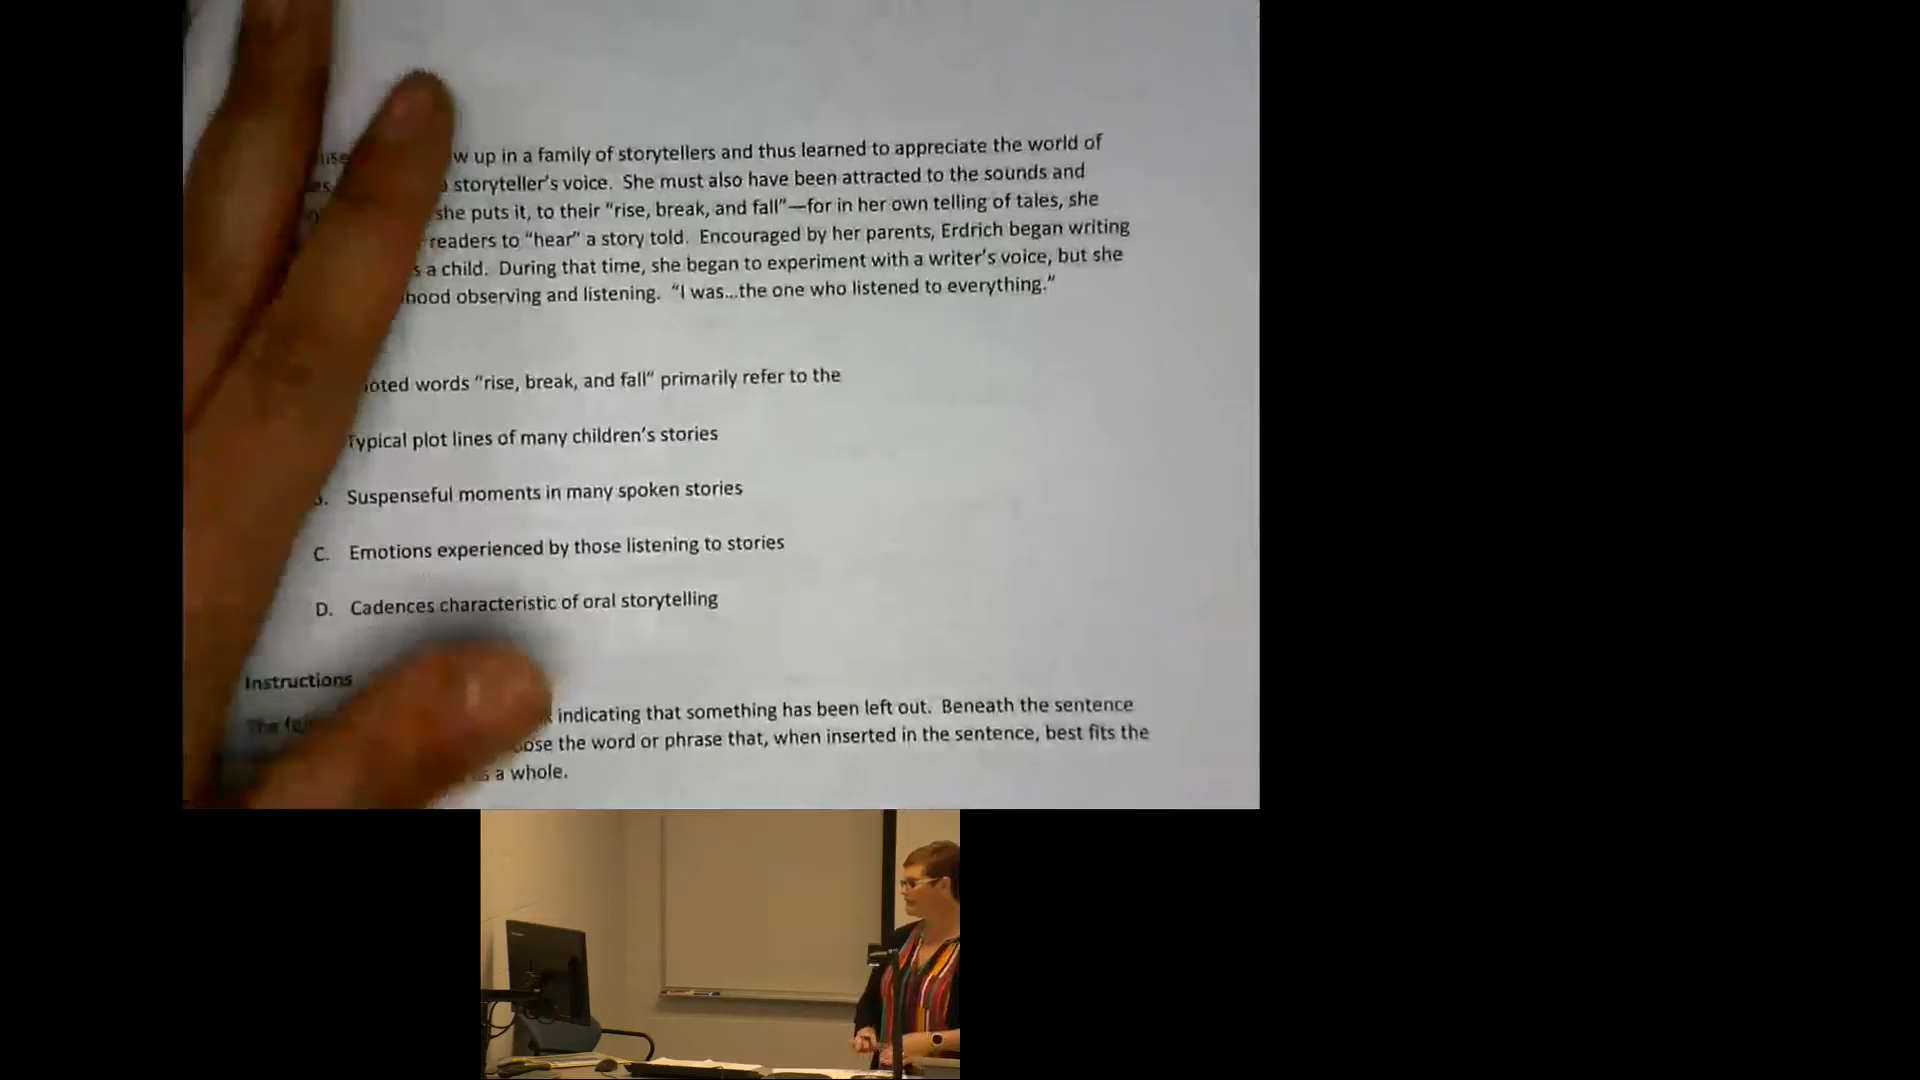 w up in a family of storytellers and thus learned to appreciate the world of
storyteller's voice. She must also have been attracted to the sounds and
she puts it, to their "rise, break, and fall"—for in her own telling of tales, she
readers to "hear" a story told. Encouraged by her parents, Erdrich began writing
s a child. During that time, she began to experiment with a writer's voice, but she
hood observing and listening. "I was...the one who listened to everything."
oted words "rise, break, and fall" primarily refer to the
Typical plot lines of many children's stories
Suspenseful moments in many spoken stories
C. Emotions experienced by those listening to stories
D. Cadences characteristic of oral storytelling
Instructions
The indicating that something has been left out. Beneath the sentence
ose the word or phrase that, when inserted in the sentence, best fits the
a whole.